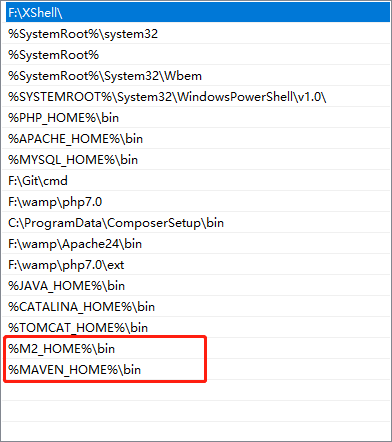 F:\XShell\
%SystemRoot%\system32
%SystemRoot%
%SystemRoot%\System32\Wbem
%SYSTEMROOT%\System32\WindowsPowerShell\v1.0\
%PHP_HOME%\bin
%APACHE_HOME%\bin
%MYSQL_HOME%\bin
F:\Git\cmd
F:\wamp\php7.0
C:\ProgramData\ComposerSetup\bin
F:\wamp\Apache24\bin
F:\wamp\php7.0\ext
%JAVA_HOME%\bin
%CATALINA_HOME%\bin
%TOMCAT_HOME%\bin
%M2_HOME%\bin
%MAVEN_HOME%\bin